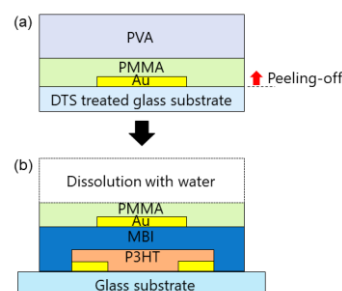 (a)
PVA
PMMA
Au
Peeling-off
DTS treated glass substrate
(b)
Dissolution with water
PMMA
Au
MBI
P3HT
Glass substrate